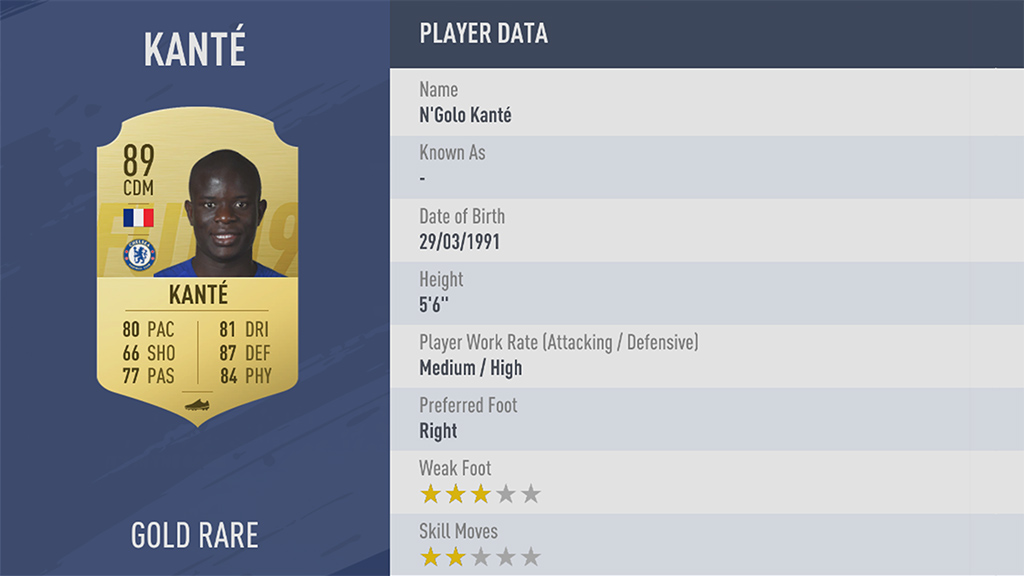 KANTÉ
89
CDM
FIFA 19
KANTÉ
80 PAC 81 DRI
66 SHO 87 DEF
77 PAS 84 PHY
GOLD RARE
PLAYER DATA
Name
N'Golo Kanté
Known As
-
Date of Birth
29/03/1991
Height
5'6"
Player Work Rate (Attacking / Defensive)
Medium / High
Preferred Foot
Right
Weak Foot
Skill Moves